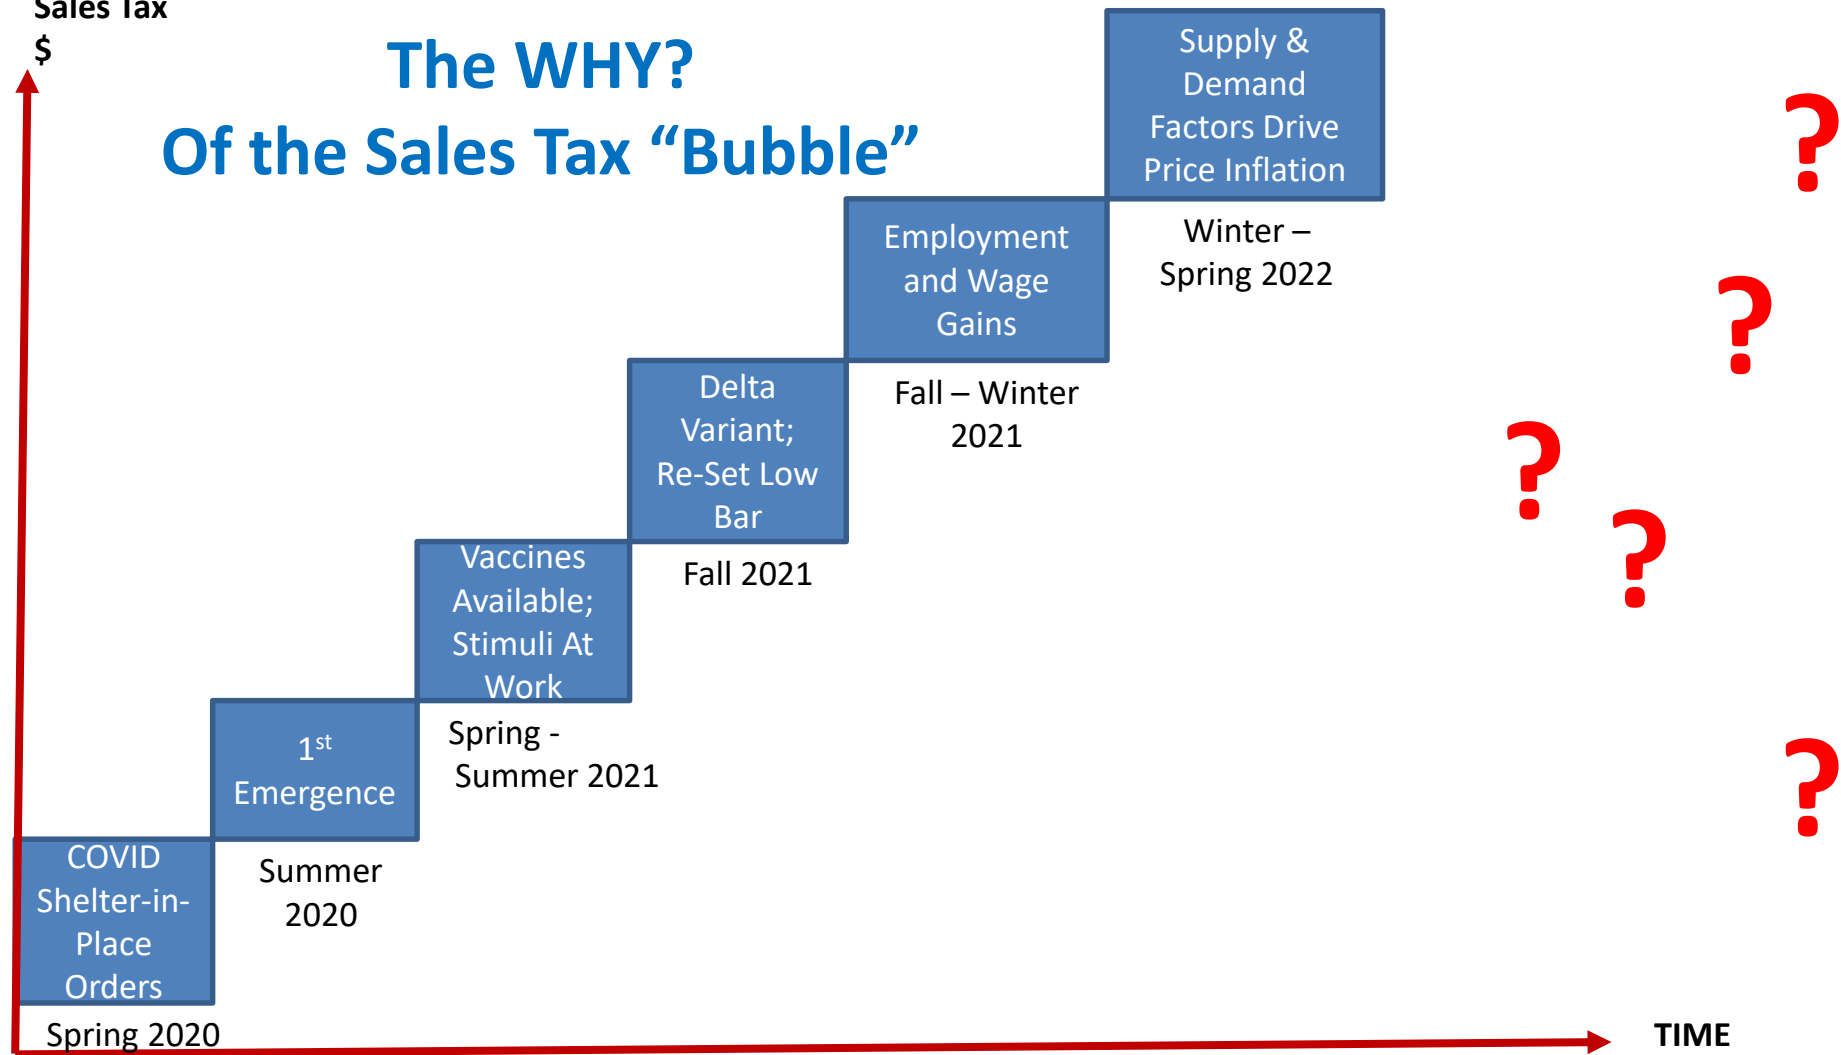 Sales Tax
$
The WHY?
Of the Sales Tax “Bubble”
Supply &
Demand
Factors Drive
Price Inflation
Winter –
Spring 2022
Employment
and Wage
Gains
Fall – Winter
2021
Delta
Variant;
Re-Set Low
Bar
Fall 2021
Vaccines
Available;
Stimuli At
Work
Spring -
Summer 2021
1st
Emergence
Summer
2020
COVID
Shelter-in-
Place
Orders
Spring 2020
TIME
?
?
?
?
?